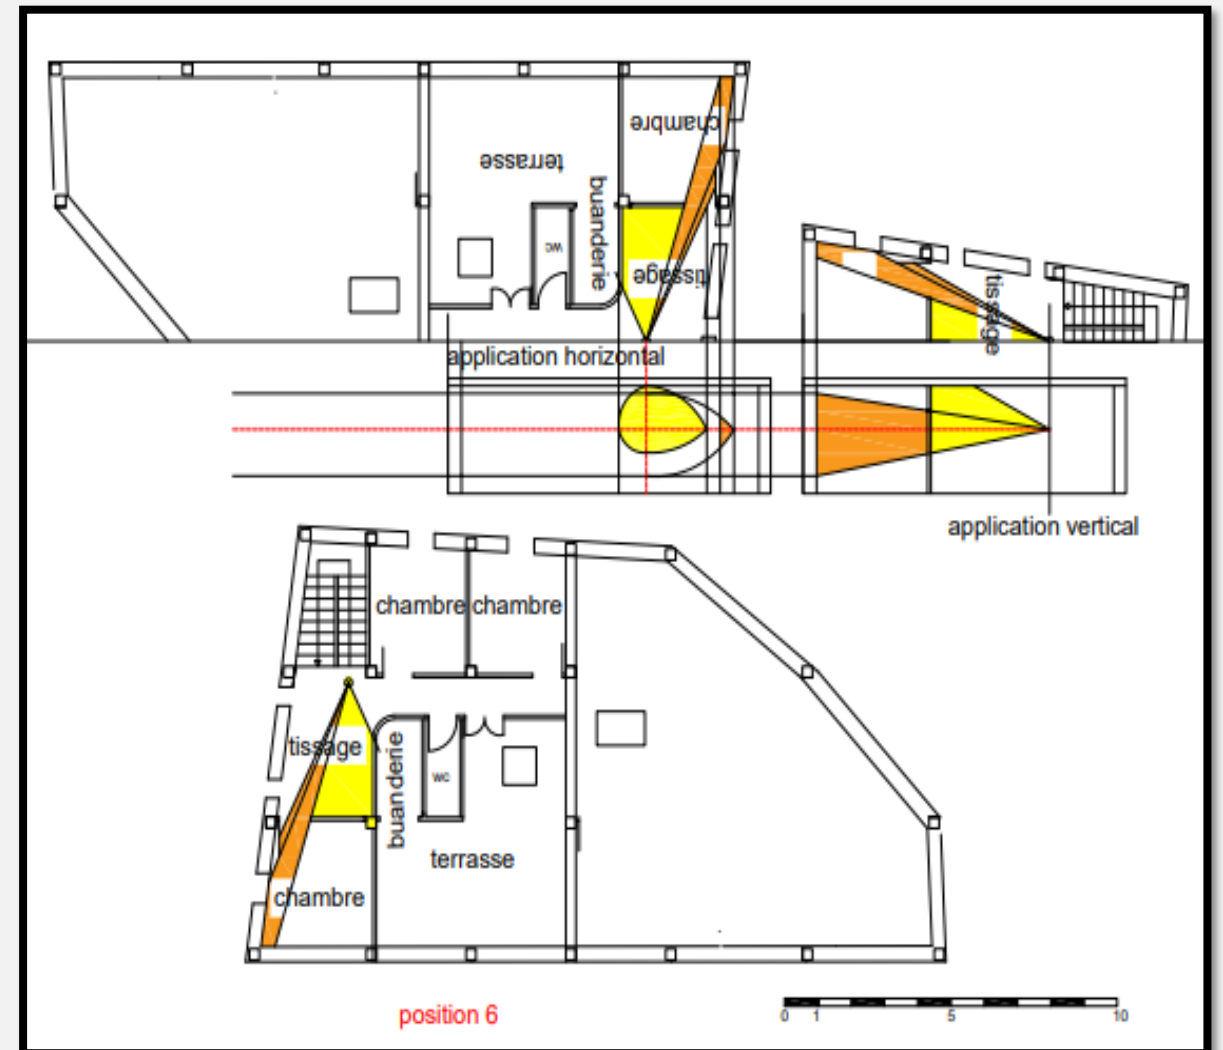 chambre
terrasse
buanderie
wc
tissage
tissage
application horizontal
application vertical
chambre
chambre
tissage
buanderie
wc
terrasse
chambre
position 6
0 1 5 10